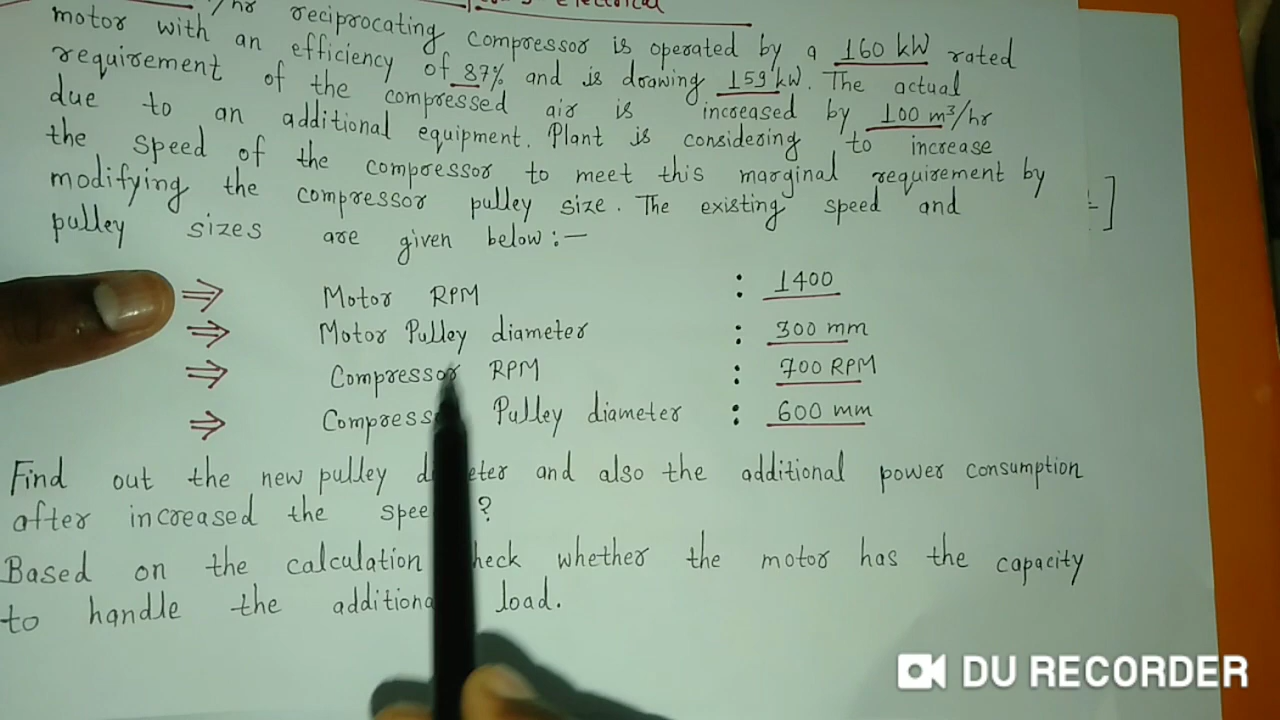 /hr reciprocating compressor is operated by a 160 kW rated
motor with an efficiency of 87% and is drawing 159 kW. The actual
requirement of the compressed air is increased by 100 m³/hr
due to an additional equipment. Plant is considering to increase
the speed of the compressor to meet this marginal requirement by
modifying the compressor pulley size. The existing speed and
pulley sizes are given below:—
⇒ Motor RPM : 1400
⇒ Motor Pulley diameter : 300 mm
⇒ Compressor RPM : 700 RPM
⇒ Compress Pulley diameter : 600 mm
Find out the new pulley d eter and also the additional power consumption
after increased the spee ?
Based on the calculation heck whether the motor has the capacity
to handle the additiona load.
DU RECORDER